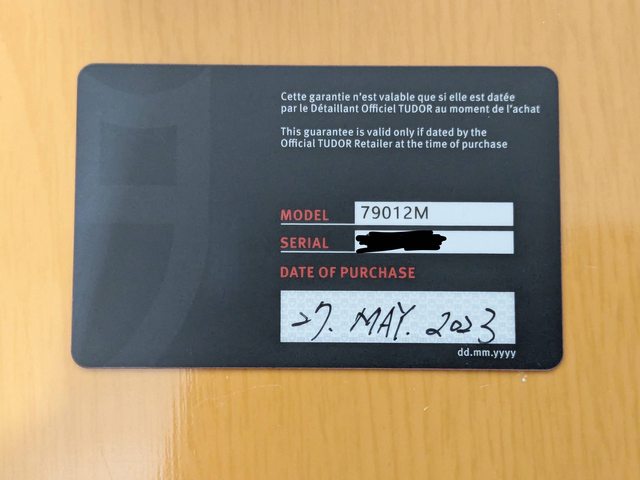 Cette garantie n'est valable que si elle est datée
par le Détaillant Officiel TUDOR au moment de l'achat
This guarantee is valid only if dated by the
Official TUDOR Retailer at the time of purchase
MODEL 79012M
SERIAL
DATE OF PURCHASE
27. MAY. 2023
dd.mm.yyyy